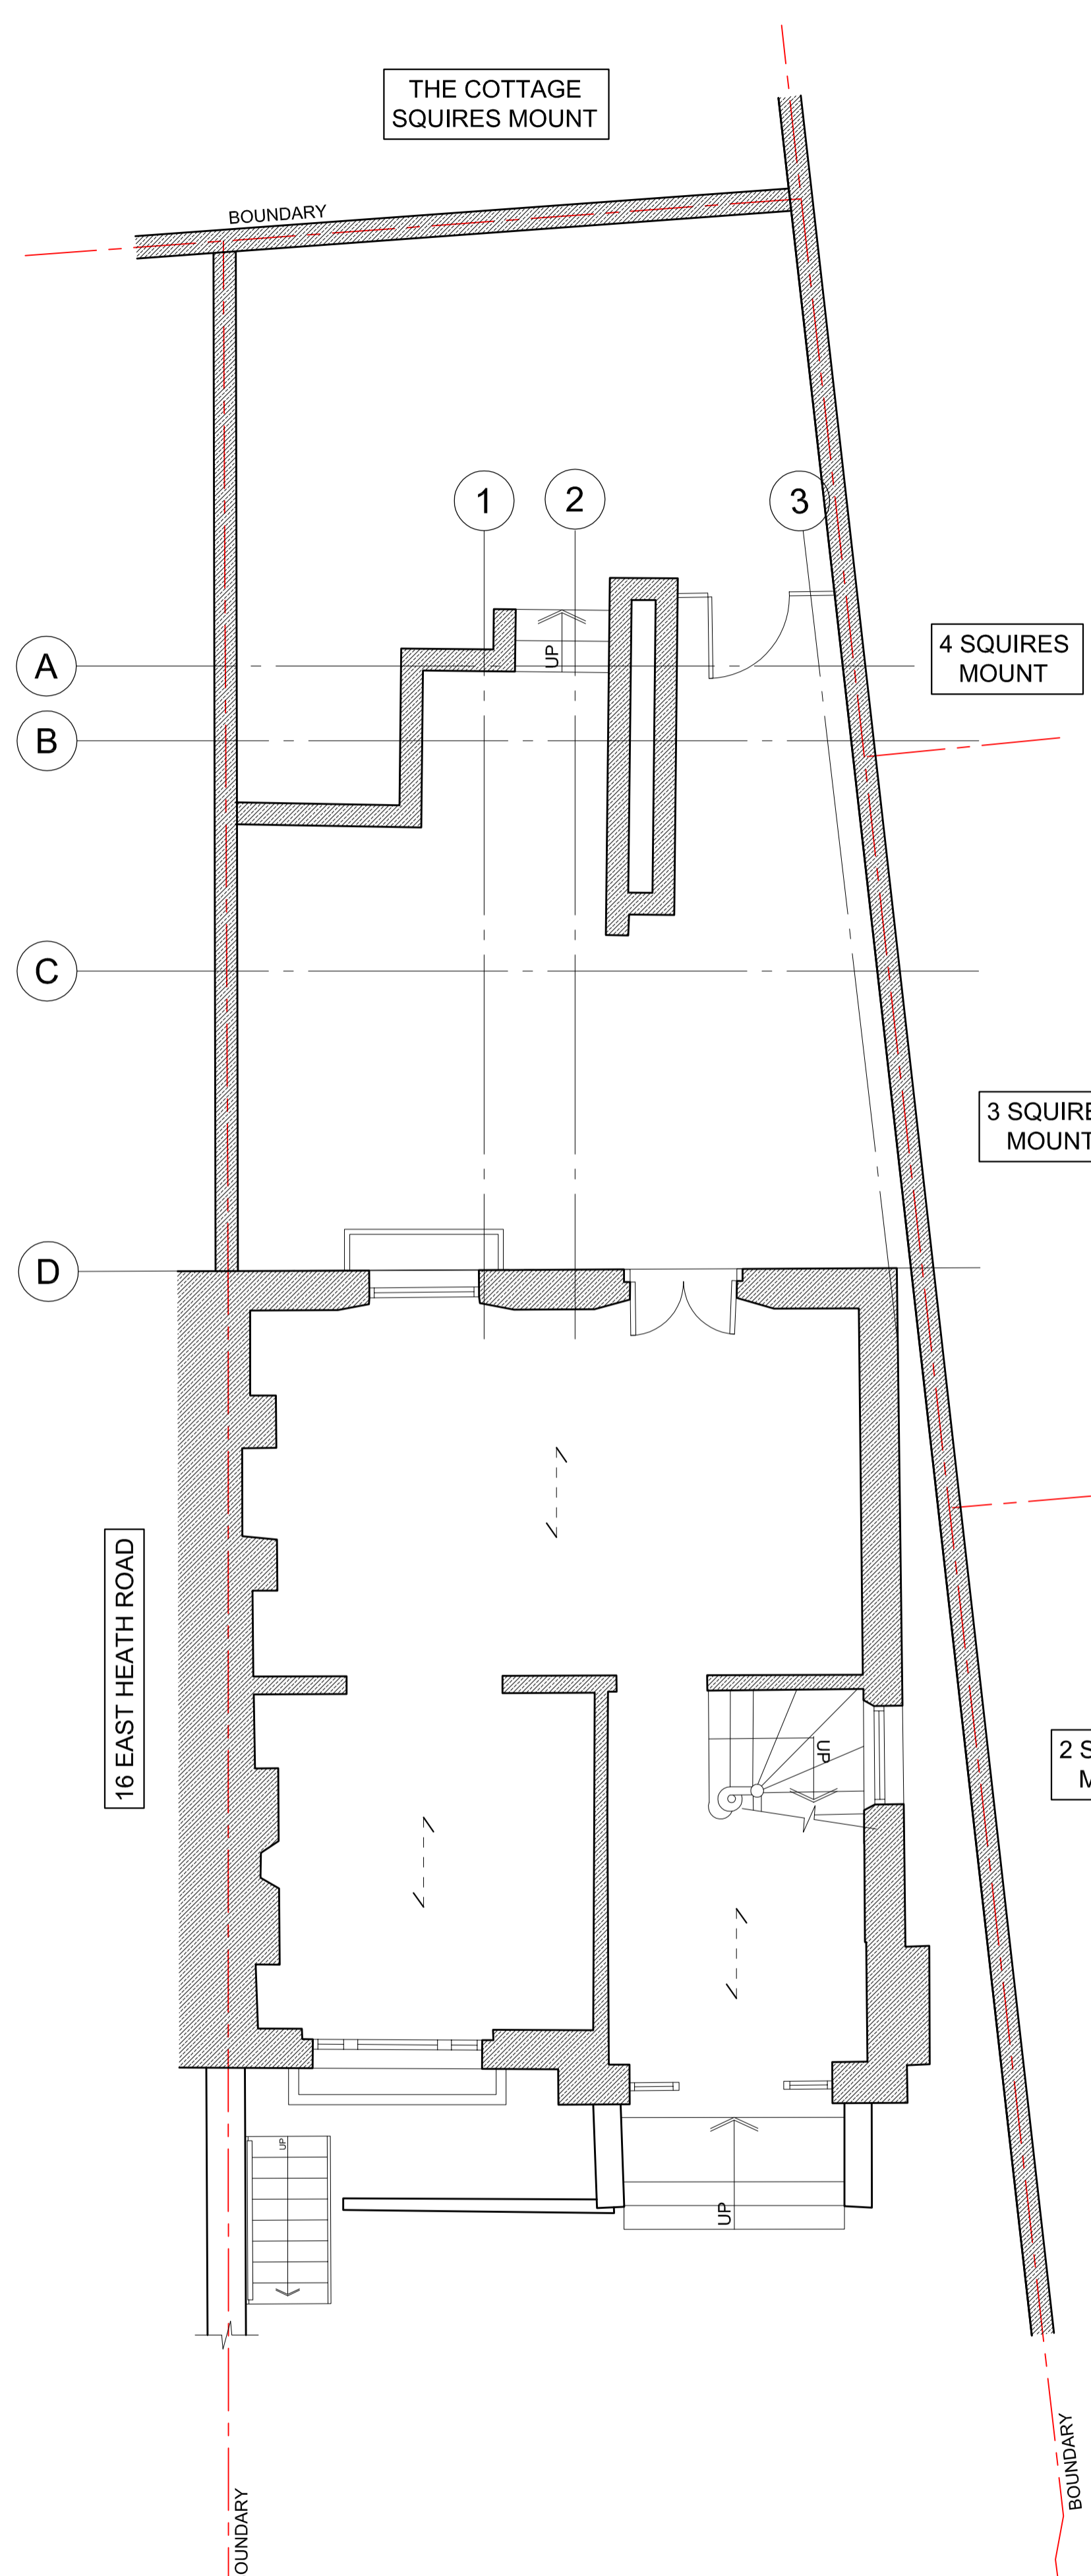 THE COTTAGE
SQUIRES MOUNT
BOUNDARY
1
2
3
A
UP
4 SQUIRES
MOUNT
B
C
3 SQUIRE
MOUNT
D
16 EAST HEATH ROAD
UP
2 S
M
UP
UP
BOUNDARY
OUNDARY